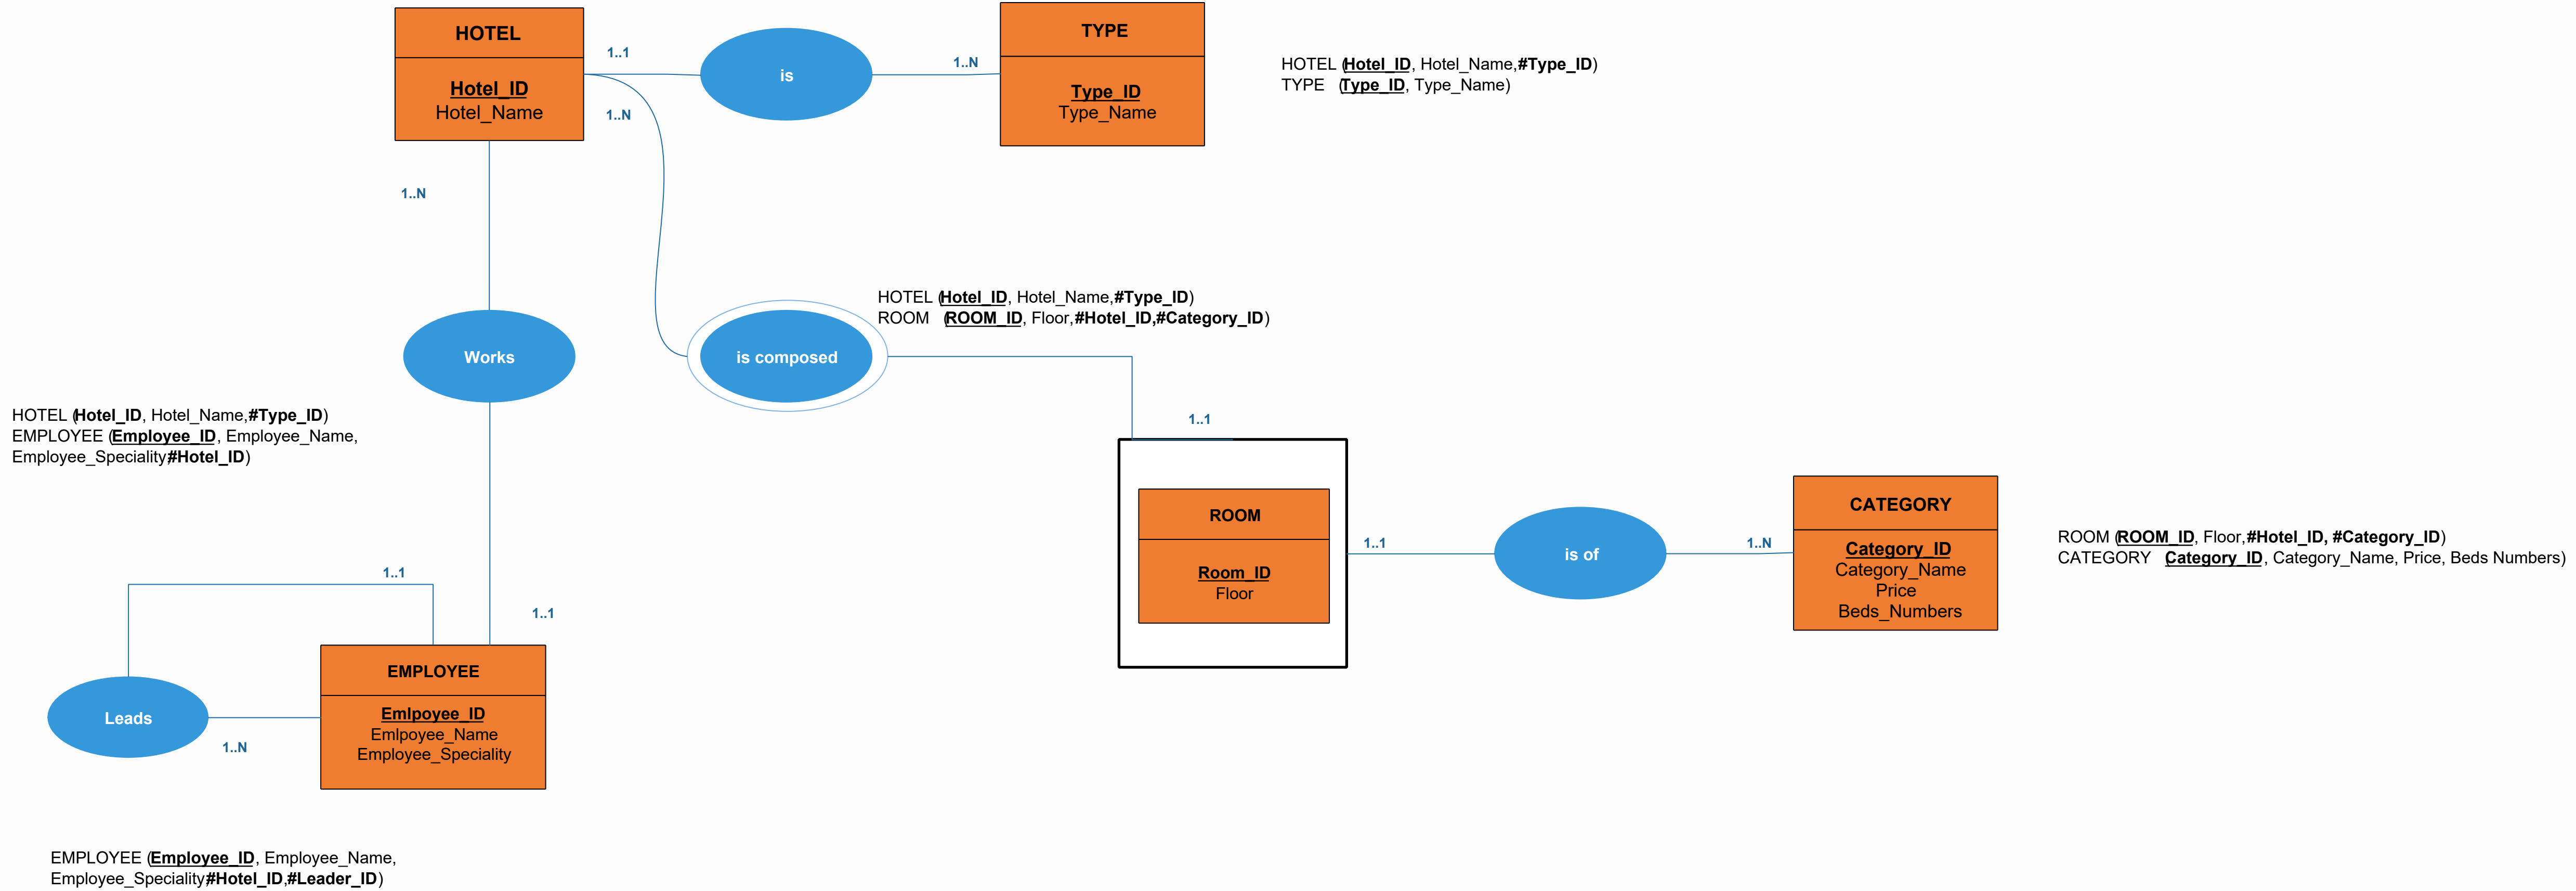 HOTEL
Hotel_ID
Hotel_Name
1..1
is
1..N
TYPE
Type_ID
Type_Name
HOTEL (Hotel_ID, Hotel_Name,#Type_ID)
TYPE (Type_ID, Type_Name)
1..N
1..N
Works
is composed
HOTEL (Hotel_ID, Hotel_Name,#Type_ID)
ROOM (ROOM_ID, Floor,#Hotel_ID,#Category_ID)
1..1
HOTEL (Hotel_ID, Hotel_Name,#Type_ID)
EMPLOYEE (Employee_ID, Employee_Name,
Employee_Speciality,#Hotel_ID)
ROOM
Room_ID
Floor
1..1
is of
1..N
CATEGORY
Category_ID
Category_Name
Price
Beds_Numbers
ROOM (ROOM_ID, Floor,#Hotel_ID, #Category_ID)
CATEGORY (Category_ID, Category_Name, Price, Beds Numbers)
1..1
1..1
Leads
1..N
EMPLOYEE
Emlpoyee_ID
Emlpoyee_Name
Employee_Speciality
EMPLOYEE (Employee_ID, Employee_Name,
Employee_Speciality,#Hotel_ID,#Leader_ID)